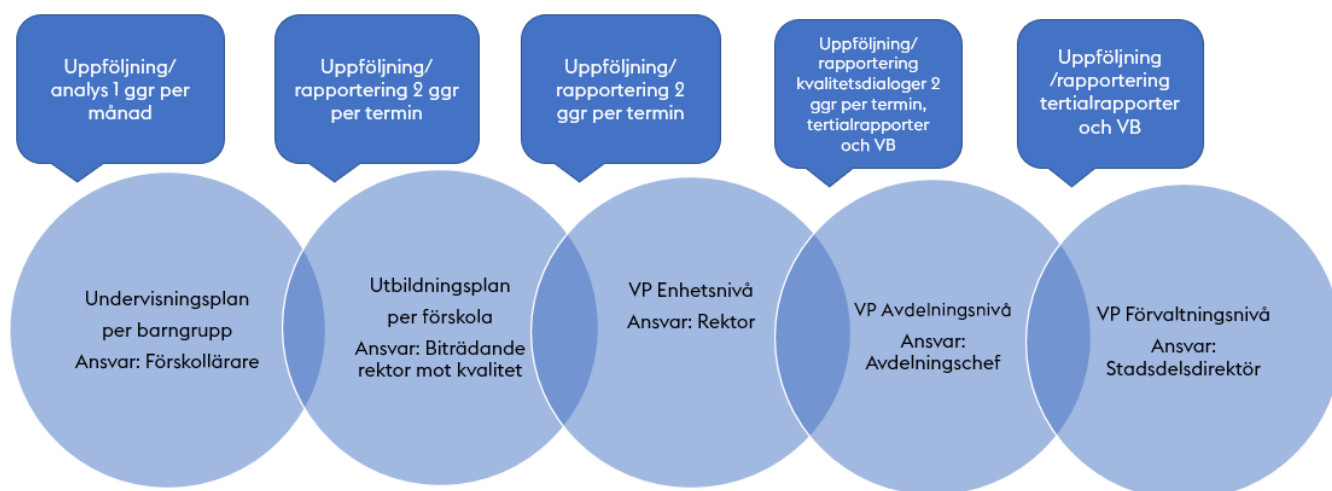 Uppföljning/
analys 1 ggr per
månad
Uppföljning/
rapportering 2 ggr
per termin
Uppföljning/
rapportering 2
ggr per termin
Uppföljning/
rapportering
kvalitetsdialoger 2
ggr per termin,
tertialrapporter
och VB
Uppföljning
/rapportering
tertialrapporter
och VB
Undervisningsplan
per barngrupp
Ansvar: Förskollärare
Utbildningsplan
per förskola
Ansvar: Biträdande
rektor mot kvalitet
VP Enhetsnivå
Ansvar: Rektor
VP Avdelningsnivå
Ansvar:
Avdelningschef
VP Förvaltningsnivå
Ansvar:
Stadsdelsdirektör